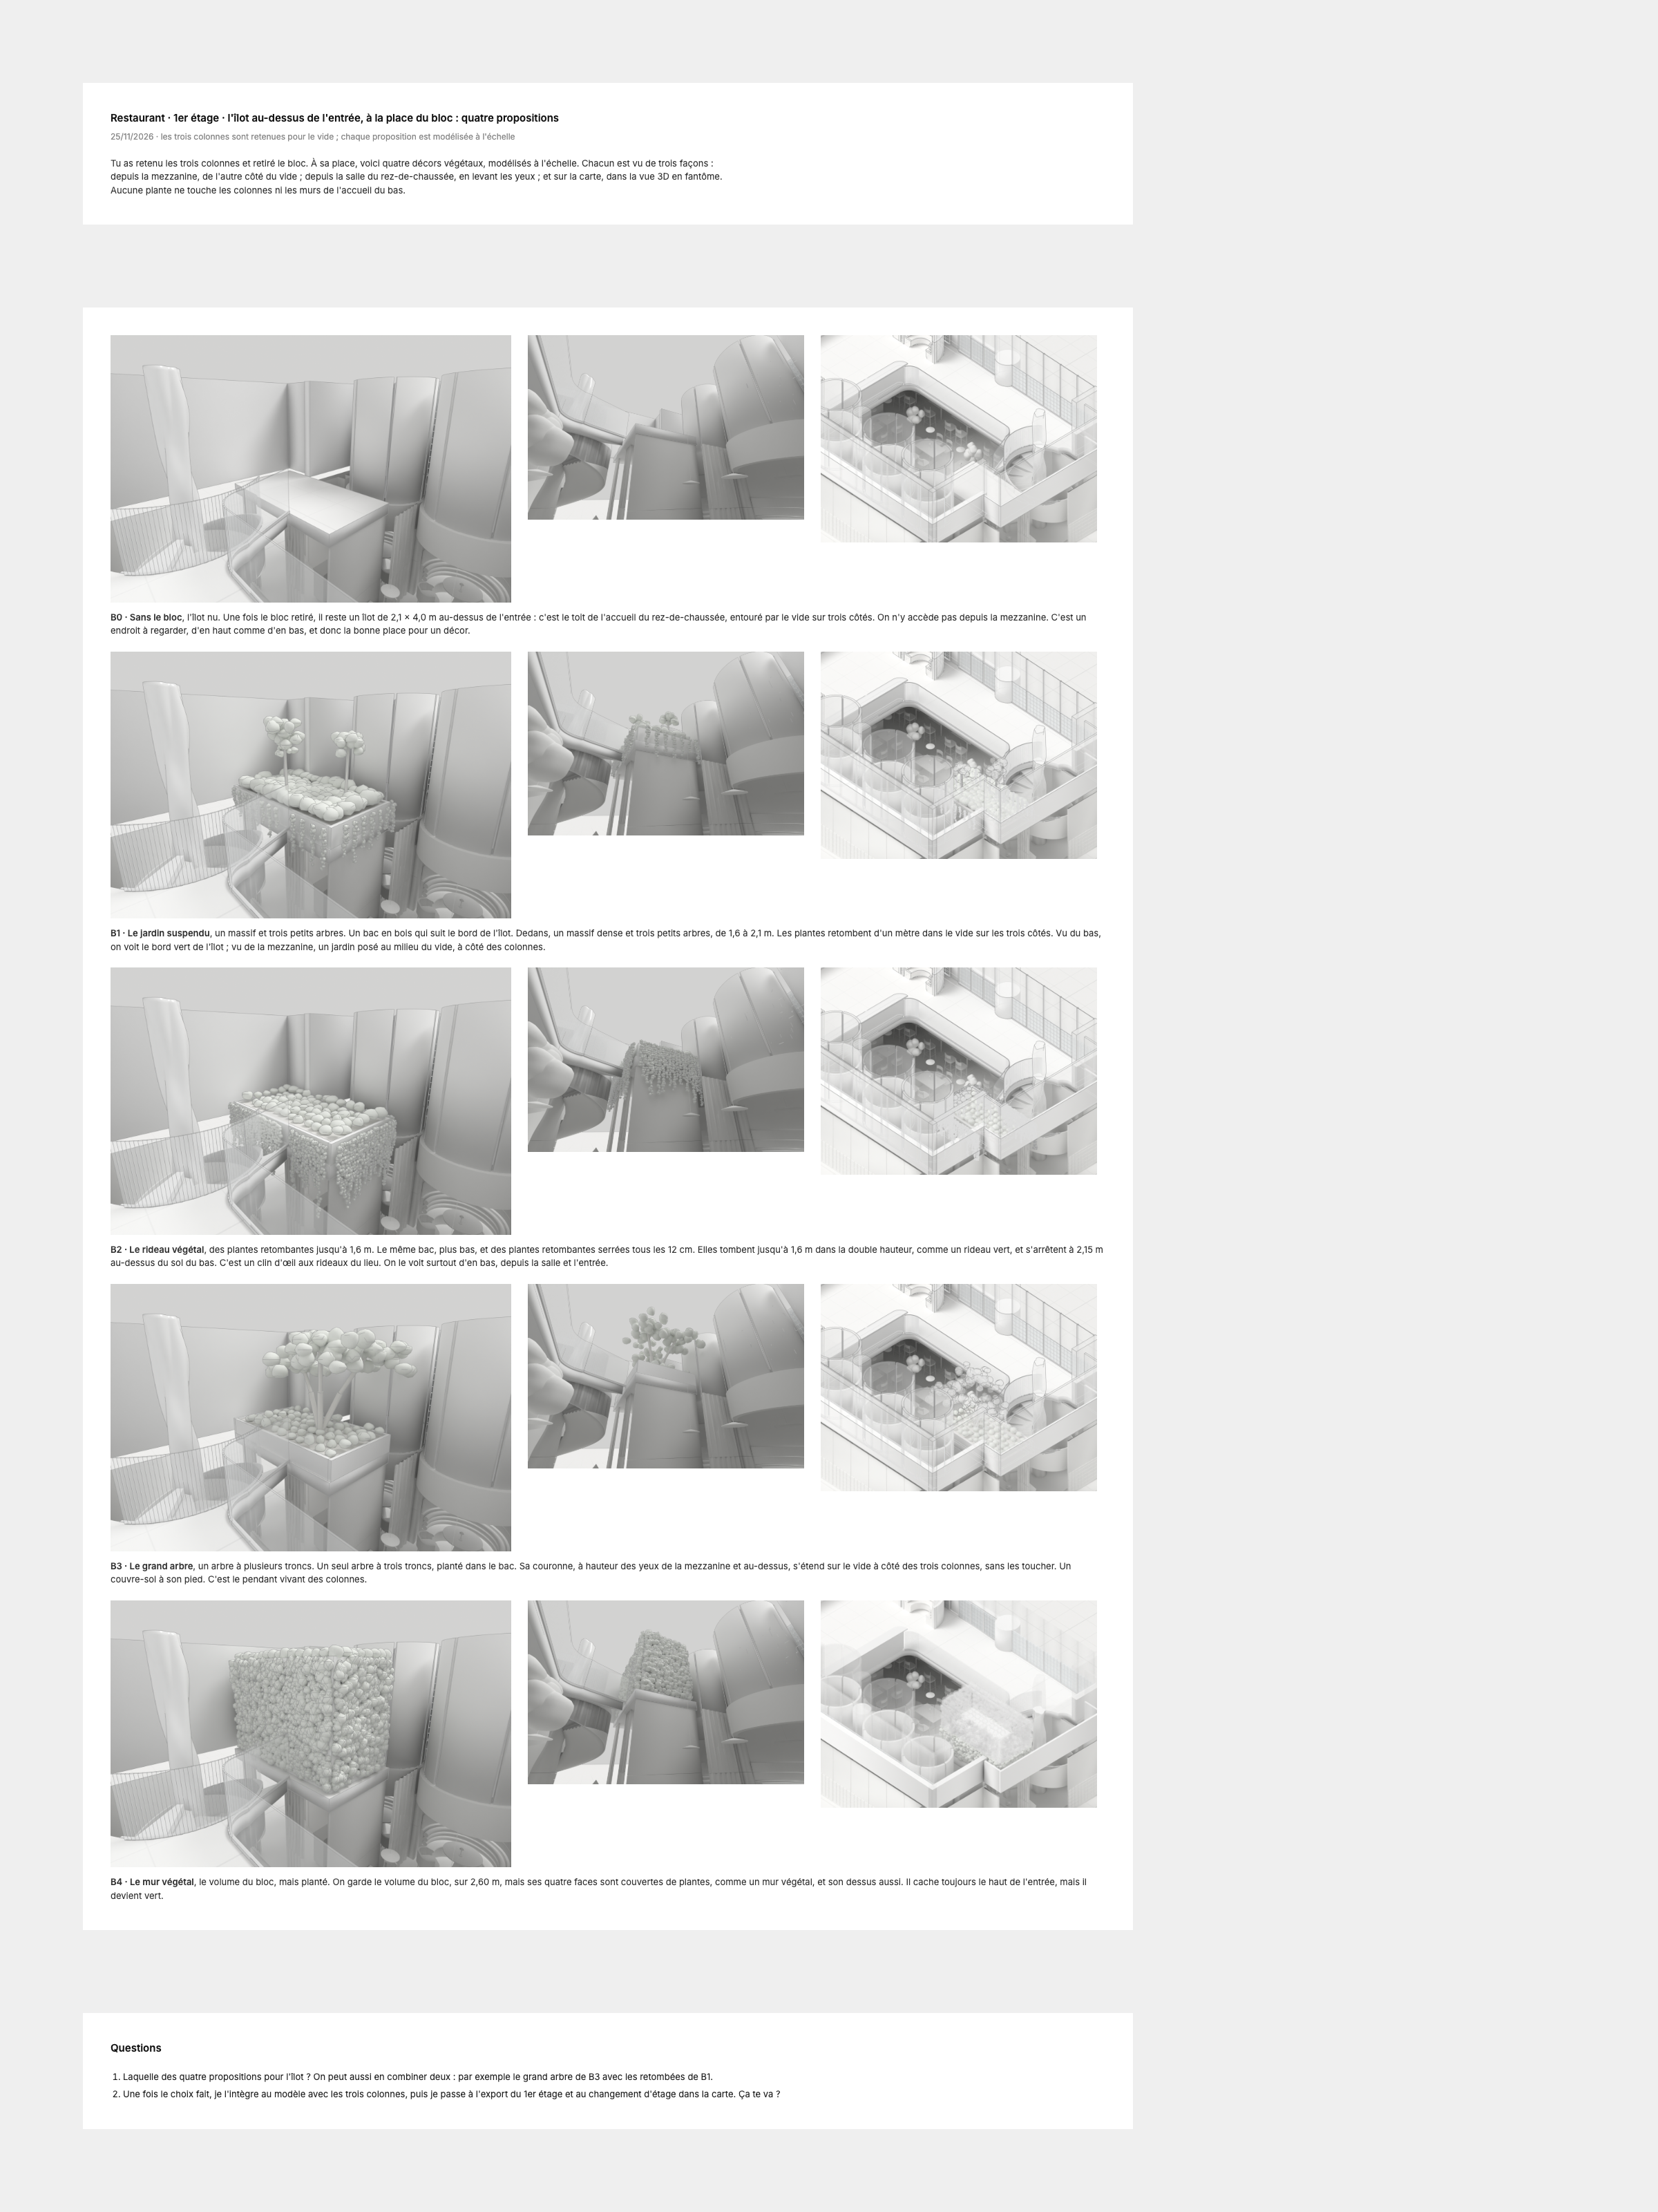 Restaurant · 1er étage · l'îlot au-dessus de l'entrée, à la place du bloc : quatre propositions
25/11/2026 · les trois colonnes sont retenues pour le vide ; chaque proposition est modélisée à l'échelle
Tu as retenu les trois colonnes et retiré le bloc. À sa place, voici quatre décors végétaux, modélisés à l'échelle. Chacun est vu de trois façons :
depuis la mezzanine, de l'autre côté du vide ; depuis la salle du rez-de-chaussée, en levant les yeux ; et sur la carte, dans la vue 3D en fantôme.
Aucune plante ne touche les colonnes ni les murs de l'accueil du bas.
B0 · Sans le bloc, l'îlot nu. Une fois le bloc retiré, il reste un îlot de 2,1 × 4,0 m au-dessus de l'entrée : c'est le toit de l'accueil du rez-de-chaussée, entouré par le vide sur trois côtés. On n'y accède pas depuis la mezzanine. C'est un
endroit à regarder, d'en haut comme d'en bas, et donc la bonne place pour un décor.
B1 · Le jardin suspendu, un massif et trois petits arbres. Un bac en bois qui suit le bord de l'îlot. Dedans, un massif dense et trois petits arbres, de 1,6 à 2,1 m. Les plantes retombent d'un mètre dans le vide sur les trois côtés. Vu du bas,
on voit le bord vert de l'îlot ; vu de la mezzanine, un jardin posé au milieu du vide, à côté des colonnes.
B2 · Le rideau végétal, des plantes retombantes jusqu'à 1,6 m. Le même bac, plus bas, et des plantes retombantes serrées tous les 12 cm. Elles tombent jusqu'à 1,6 m dans la double hauteur, comme un rideau vert, et s'arrêtent à 2,15 m
au-dessus du sol du bas. C'est un clin d'œil aux rideaux du lieu. On le voit surtout d'en bas, depuis la salle et l'entrée.
B3 · Le grand arbre, un arbre à plusieurs troncs. Un seul arbre à trois troncs, planté dans le bac. Sa couronne, à hauteur des yeux de la mezzanine et au-dessus, s'étend sur le vide à côté des trois colonnes, sans les toucher. Un
couvre-sol à son pied. C'est le pendant vivant des colonnes.
B4 · Le mur végétal, le volume du bloc, mais planté. On garde le volume du bloc, sur 2,60 m, mais ses quatre faces sont couvertes de plantes, comme un mur végétal, et son dessus aussi. Il cache toujours le haut de l'entrée, mais il
devient vert.
Questions
1. Laquelle des quatre propositions pour l'îlot ? On peut aussi en combiner deux : par exemple le grand arbre de B3 avec les retombées de B1.
2. Une fois le choix fait, je l'intègre au modèle avec les trois colonnes, puis je passe à l'export du 1er étage et au changement d'étage dans la carte. Ça te va ?